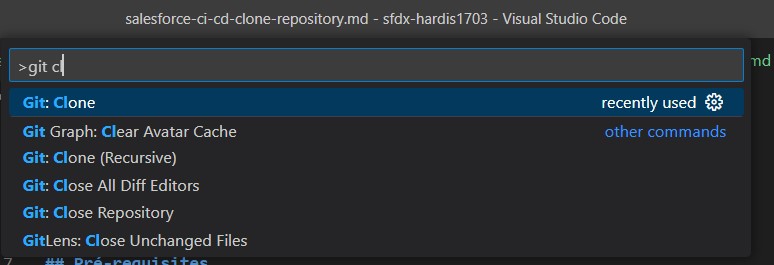 salesforce-ci-cd-clone-repository.md - sfdx-hardis1703 - Visual Studio Code
>git cl
md
Git: Clone recently used
Git Graph: Clear Avatar Cache other commands
Git: Clone (Recursive)
Git: Close All Diff Editors
Git: Close Repository
GitLens: Close Unchanged Files
7 ## Pré-requisites